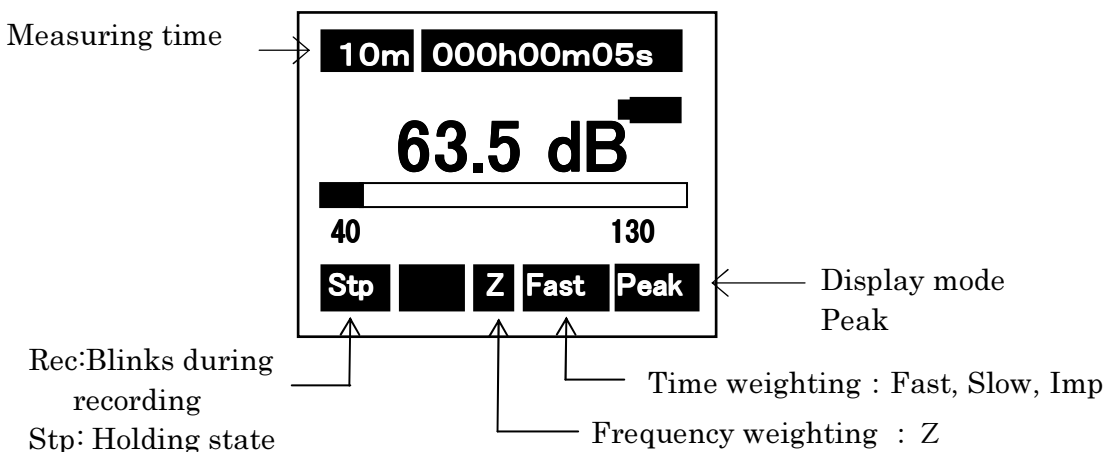 Measuring time
10m 000h00m05s
63.5 dB
40 130
Stp Z Fast Peak
Display mode
Peak
Rec:Blinks during
recording
Stp: Holding state
Time weighting : Fast, Slow, Imp
Frequency weighting : Z